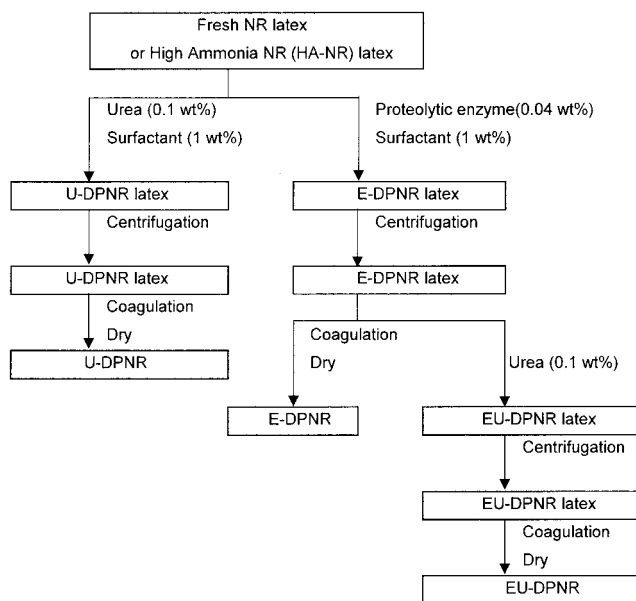 Fresh NR latex
or High Ammonia NR (HA-NR) latex
Urea (0.1 wt%)
Surfactant (1 wt%)
Proteolytic enzyme(0.04 wt%)
Surfactant (1 wt%)
U-DPNR latex
E-DPNR latex
Centrifugation
Centrifugation
U-DPNR latex
E-DPNR latex
Coagulation
Dry
U-DPNR
Coagulation
Dry
Urea (0.1 wt%)
E-DPNR
EU-DPNR latex
Centrifugation
EU-DPNR latex
Coagulation
Dry
EU-DPNR